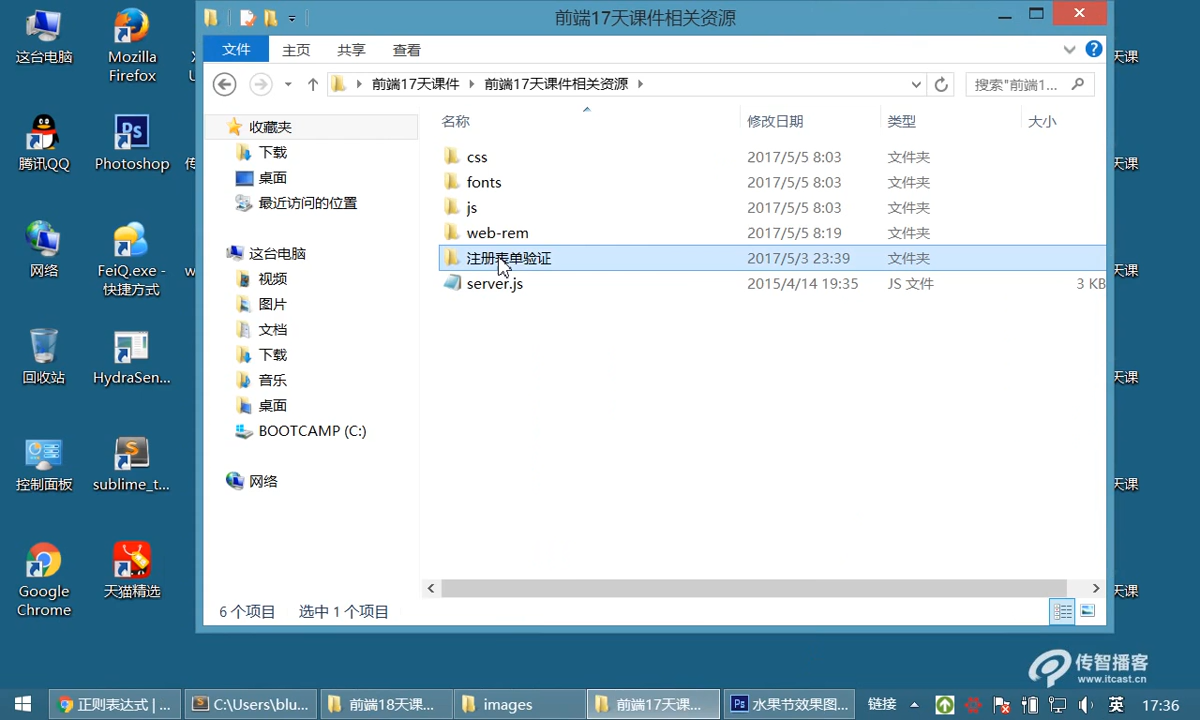 前端17天课件相关资源
文件 主页 共享 查看
前端17天课件 前端17天课件相关资源
搜索"前端1...
名称 修改日期 类型 大小
收藏夹
下载
桌面
最近访问的位置
这台电脑
视频
图片
文档
下载
音乐
桌面
BOOTCAMP (C:)
网络
css 2017/5/5 8:03 文件夹
fonts 2017/5/5 8:03 文件夹
js 2017/5/5 8:03 文件夹
web-rem 2017/5/5 8:19 文件夹
注册表单验证 2017/5/3 23:39 文件夹
server.js 2015/4/14 19:35 JS 文件 3 KB
6 个项目 选中 1 个项目
这台电脑
Mozilla
Firefox
腾讯QQ
Photoshop
网络
FeiQ.exe -
快捷方式
回收站
HydraSen...
控制面板
sublime_t...
Google
Chrome
天猫精选
天课
天课
天课
天课
天课
天课
传智播客
www.itcast.cn
正则表达式 | ...
C:\Users\blu...
前端18天课...
images
前端17天课...
水果节效果图...
链接
英
17:36